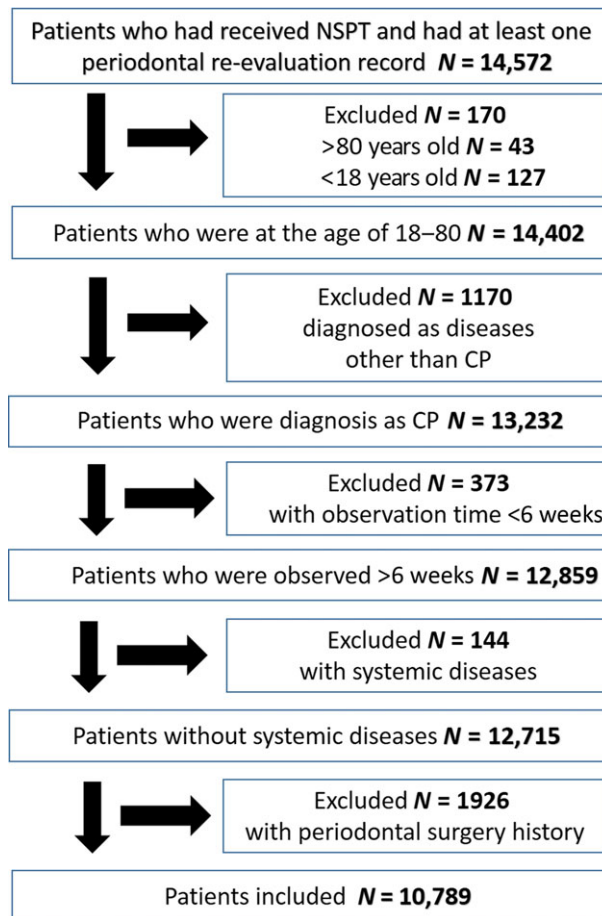 Patients who had received NSPT and had at least one
periodontal re-evaluation record N = 14,572
Excluded N = 170
>80 years old N = 43
<18 years old N = 127
Patients who were at the age of 18–80 N = 14,402
Excluded N = 1170
diagnosed as diseases
other than CP
Patients who were diagnosis as CP N = 13,232
Excluded N = 373
with observation time <6 weeks
Patients who were observed >6 weeks N = 12,859
Excluded N = 144
with systemic diseases
Patients without systemic diseases N = 12,715
Excluded N = 1926
with periodontal surgery history
Patients included N = 10,789